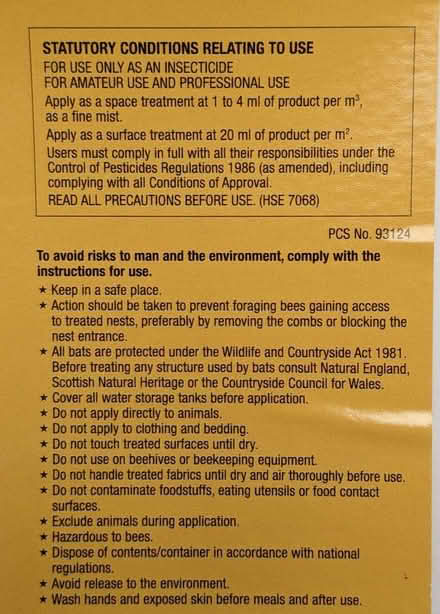 STATUTORY CONDITIONS RELATING TO USE
FOR USE ONLY AS AN INSECTICIDE
FOR AMATEUR USE AND PROFESSIONAL USE
Apply as a space treatment at 1 to 4 ml of product per m³,
as a fine mist.
Apply as a surface treatment at 20 ml of product per m².
Users must comply in full with all their responsibilities under the
Control of Pesticides Regulations 1986 (as amended), including
complying with all Conditions of Approval.
READ ALL PRECAUTIONS BEFORE USE. (HSE 7068)
PCS No. 93124
To avoid risks to man and the environment, comply with the
instructions for use.
★ Keep in a safe place.
★ Action should be taken to prevent foraging bees gaining access
to treated nests, preferably by removing the combs or blocking the
nest entrance.
★ All bats are protected under the Wildlife and Countryside Act 1981.
Before treating any structure used by bats consult Natural England,
Scottish Natural Heritage or the Countryside Council for Wales.
★ Cover all water storage tanks before application.
★ Do not apply directly to animals.
★ Do not apply to clothing and bedding.
★ Do not touch treated surfaces until dry.
★ Do not use on beehives or beekeeping equipment.
★ Do not handle treated fabrics until dry and air thoroughly before use.
★ Do not contaminate foodstuffs, eating utensils or food contact
surfaces.
★ Exclude animals during application.
★ Hazardous to bees.
★ Dispose of contents/container in accordance with national
regulations.
★ Avoid release to the environment.
★ Wash hands and exposed skin before meals and after use.